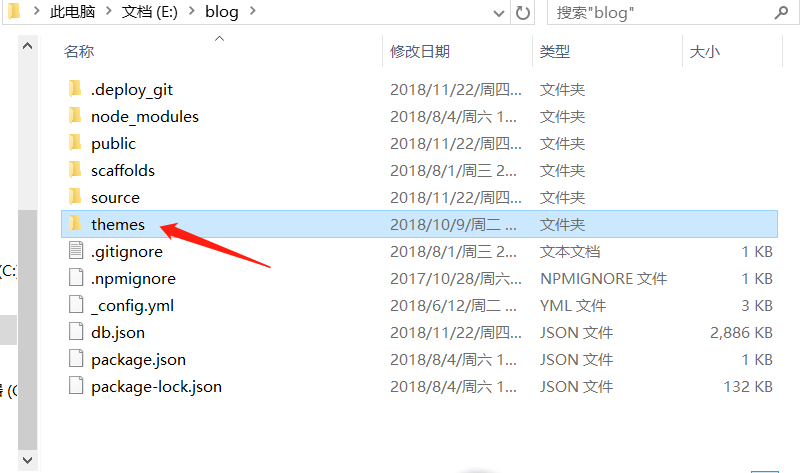 此电脑 > 文档 (E:) > blog > 搜索"blog"
名称 修改日期 类型 大小
.deploy_git 2018/11/22/周四... 文件夹
node_modules 2018/8/4/周六 1... 文件夹
public 2018/11/22/周四... 文件夹
scaffolds 2018/8/1/周三 2... 文件夹
source 2018/11/22/周四... 文件夹
themes 2018/10/9/周二 ... 文件夹
.gitignore 2018/8/1/周三 2... 文本文档 1 KB
.npmignore 2017/10/28/周六... NPMIGNORE 文件 1 KB
(C:)
_config.yml 2018/6/12/周二 ... YML 文件 3 KB
db.json 2018/11/22/周四... JSON 文件 2,886 KB
package.json 2018/8/4/周六 1... JSON 文件 1 KB
package-lock.json 2018/8/4/周六 1... JSON 文件 132 KB